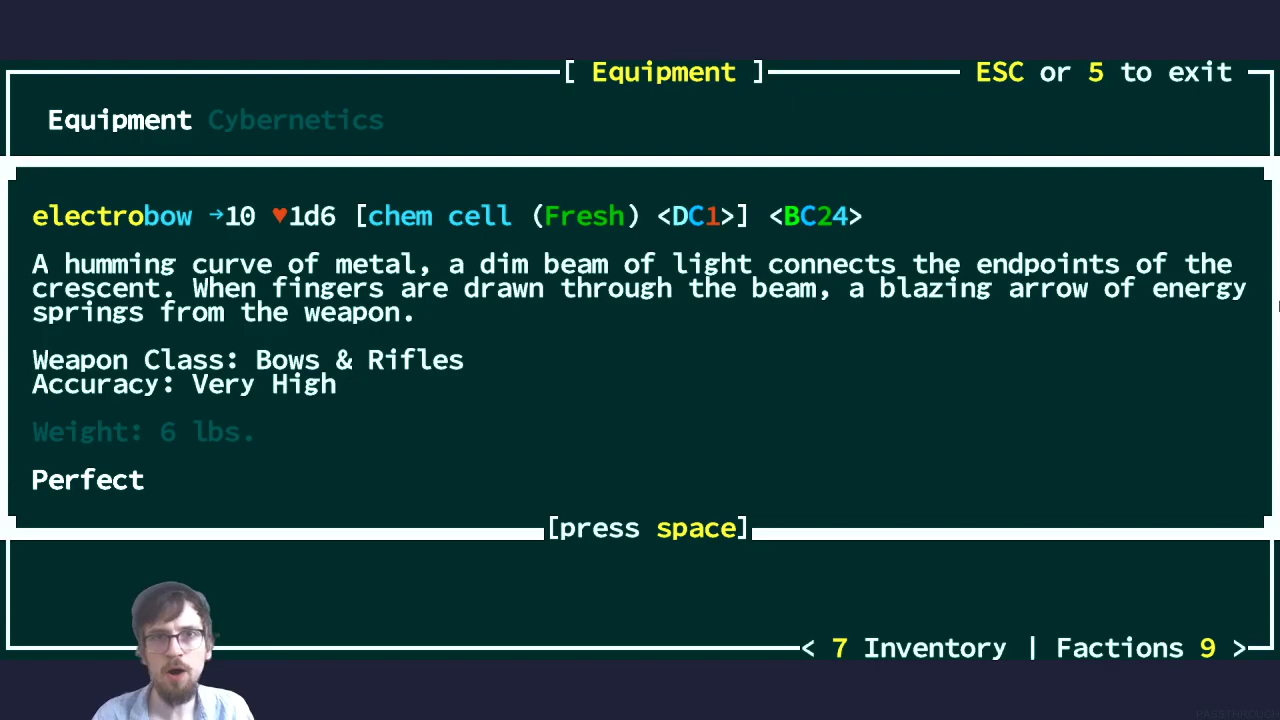 [ Equipment ] ESC or 5 to exit
Equipment Cybernetics
electrobow →10 ♥1d6 [chem cell (Fresh) <DC1>] <BC24>
A humming curve of metal, a dim beam of light connects the endpoints of the
crescent. When fingers are drawn through the beam, a blazing arrow of energy
springs from the weapon.
Weapon Class: Bows & Rifles
Accuracy: Very High
Weight: 6 lbs.
Perfect
[press space]
< 7 Inventory | Factions 9 >